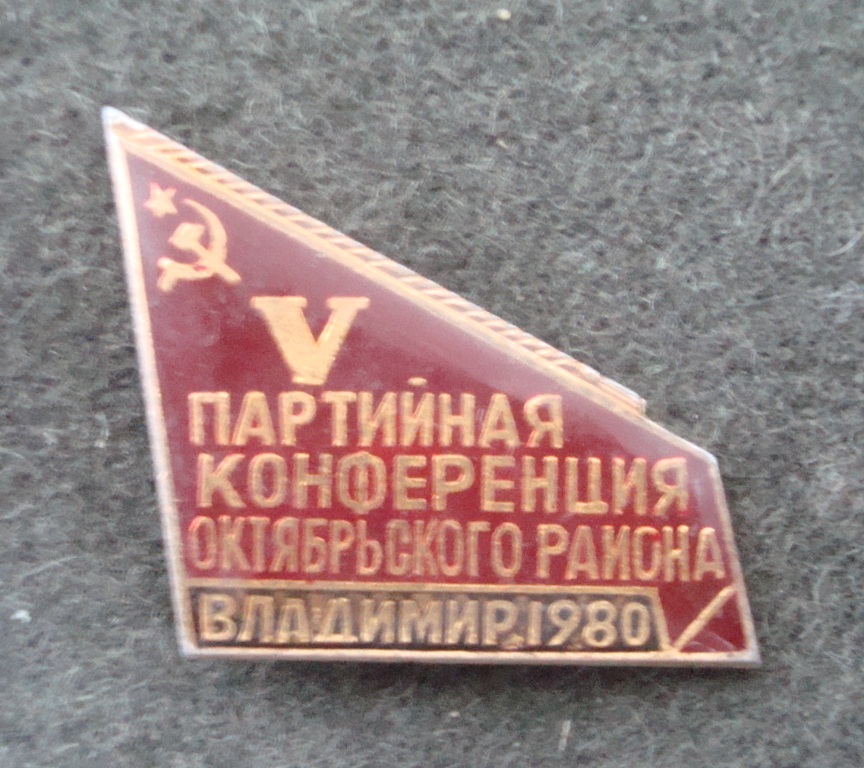 V
ПАРТИЙНАЯ
КОНФЕРЕНЦИЯ
ОКТЯБРЬСКОГО РАЙОНА
ВЛАДИМИР, 1980